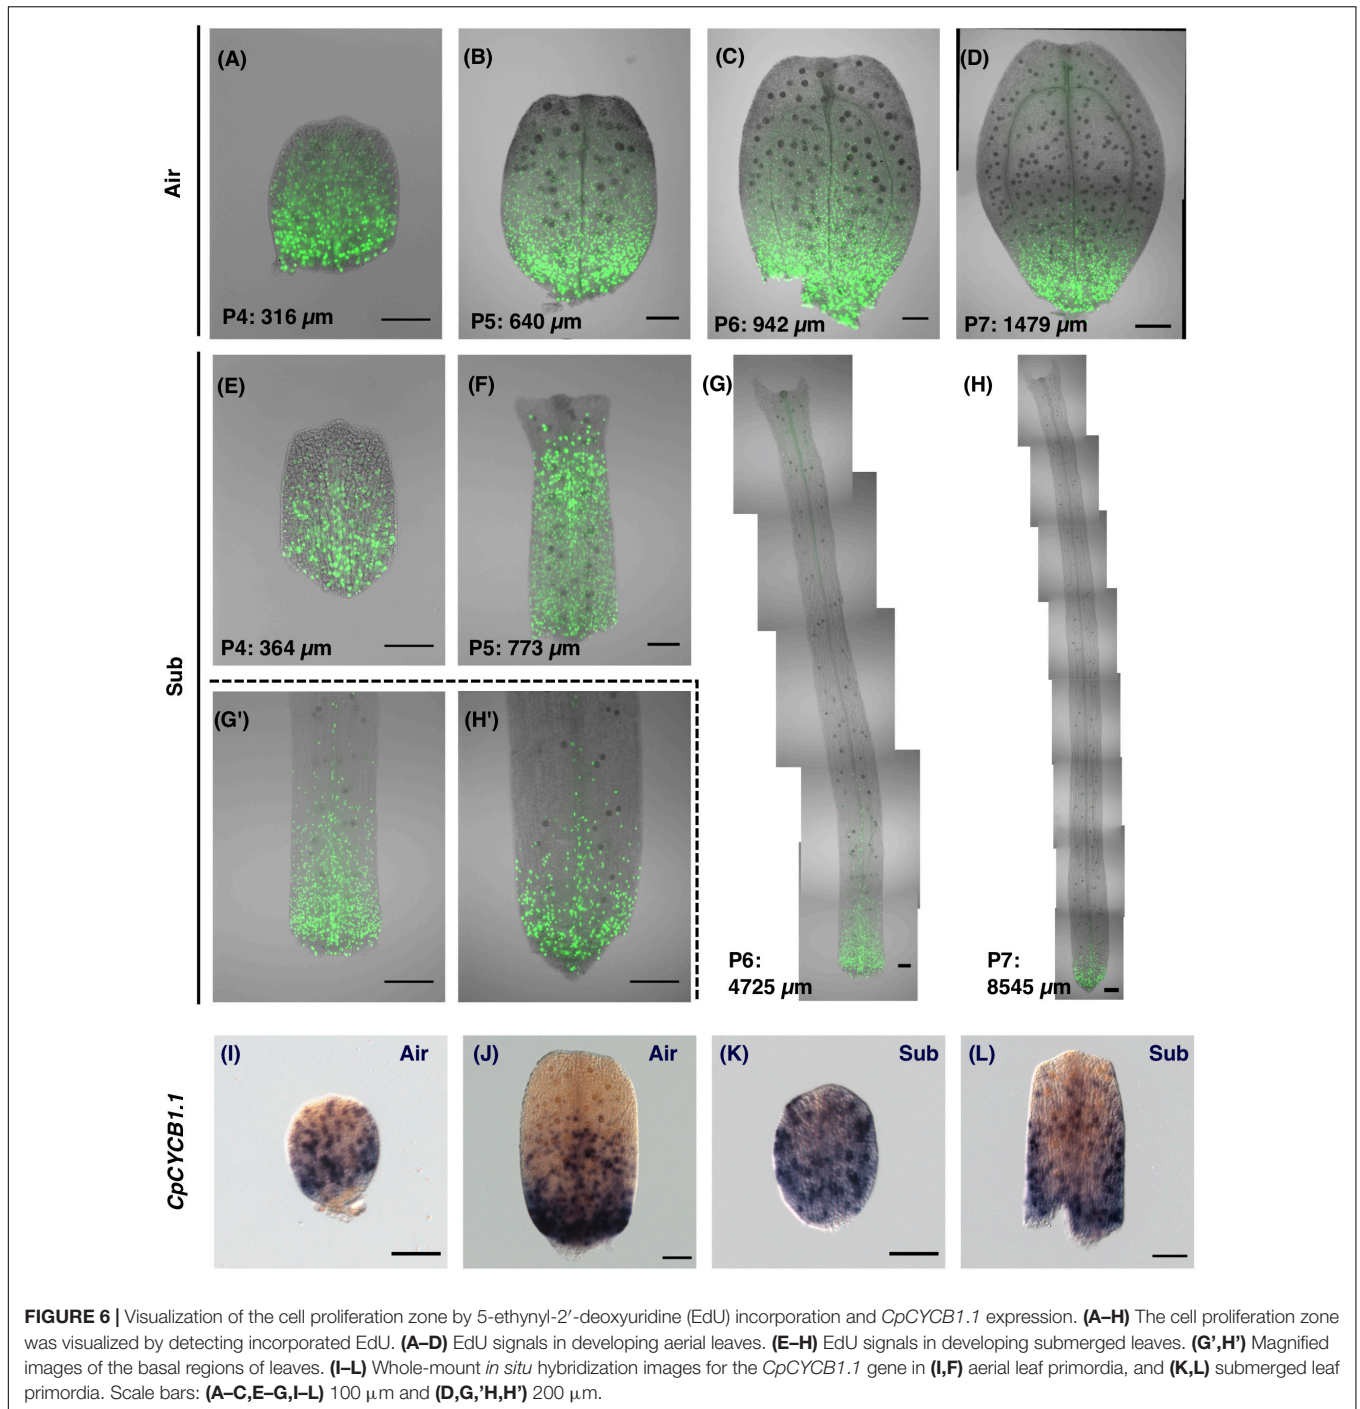 Air
(A)
P4: 316 µm
(B)
P5: 640 µm
(C)
P6: 942 µm
(D)
P7: 1479 µm
Sub
(E)
P4: 364 µm
(F)
P5: 773 µm
(G)
P6:
4725 µm
(H)
P7:
8545 µm
(G')
(H')
CpCYCB1.1
(I) Air
(J) Air
(K) Sub
(L) Sub
FIGURE 6 | Visualization of the cell proliferation zone by 5-ethynyl-2′-deoxyuridine (EdU) incorporation and CpCYCB1.1 expression. (A–H) The cell proliferation zone
was visualized by detecting incorporated EdU. (A–D) EdU signals in developing aerial leaves. (E–H) EdU signals in developing submerged leaves. (G',H') Magnified
images of the basal regions of leaves. (I–L) Whole-mount in situ hybridization images for the CpCYCB1.1 gene in (I,F) aerial leaf primordia, and (K,L) submerged leaf
primordia. Scale bars: (A–C,E–G,I–L) 100 µm and (D,G,'H,H') 200 µm.